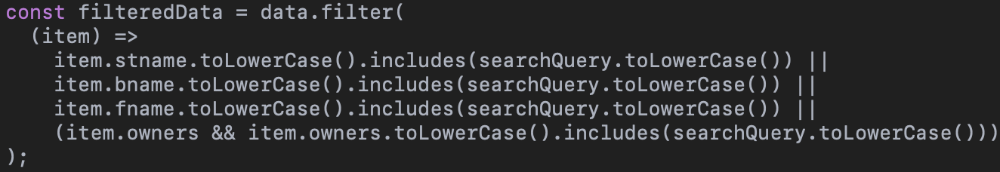 const filteredData = data.filter(
  (item) =>
    item.stname.toLowerCase().includes(searchQuery.toLowerCase()) ||
    item.bname.toLowerCase().includes(searchQuery.toLowerCase()) ||
    item.fname.toLowerCase().includes(searchQuery.toLowerCase()) ||
    (item.owners && item.owners.toLowerCase().includes(searchQuery.toLowerCase()))
);